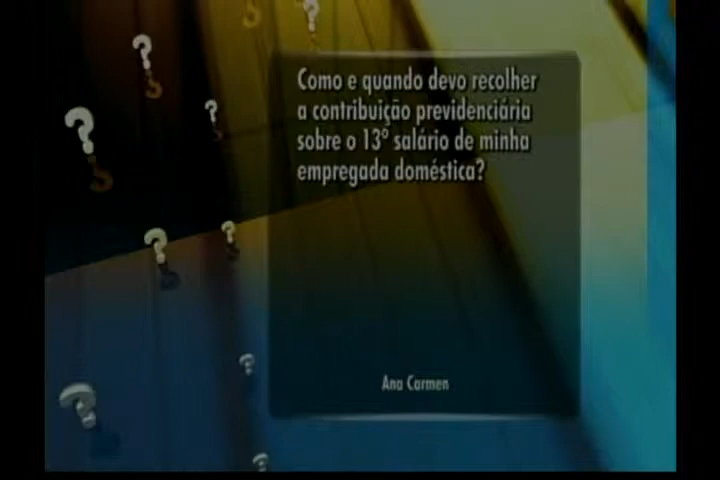 Como e quando devo recolher
a contribuição previdenciária
sobre o 13º salário de minha
empregada doméstica?
Ana Carmen